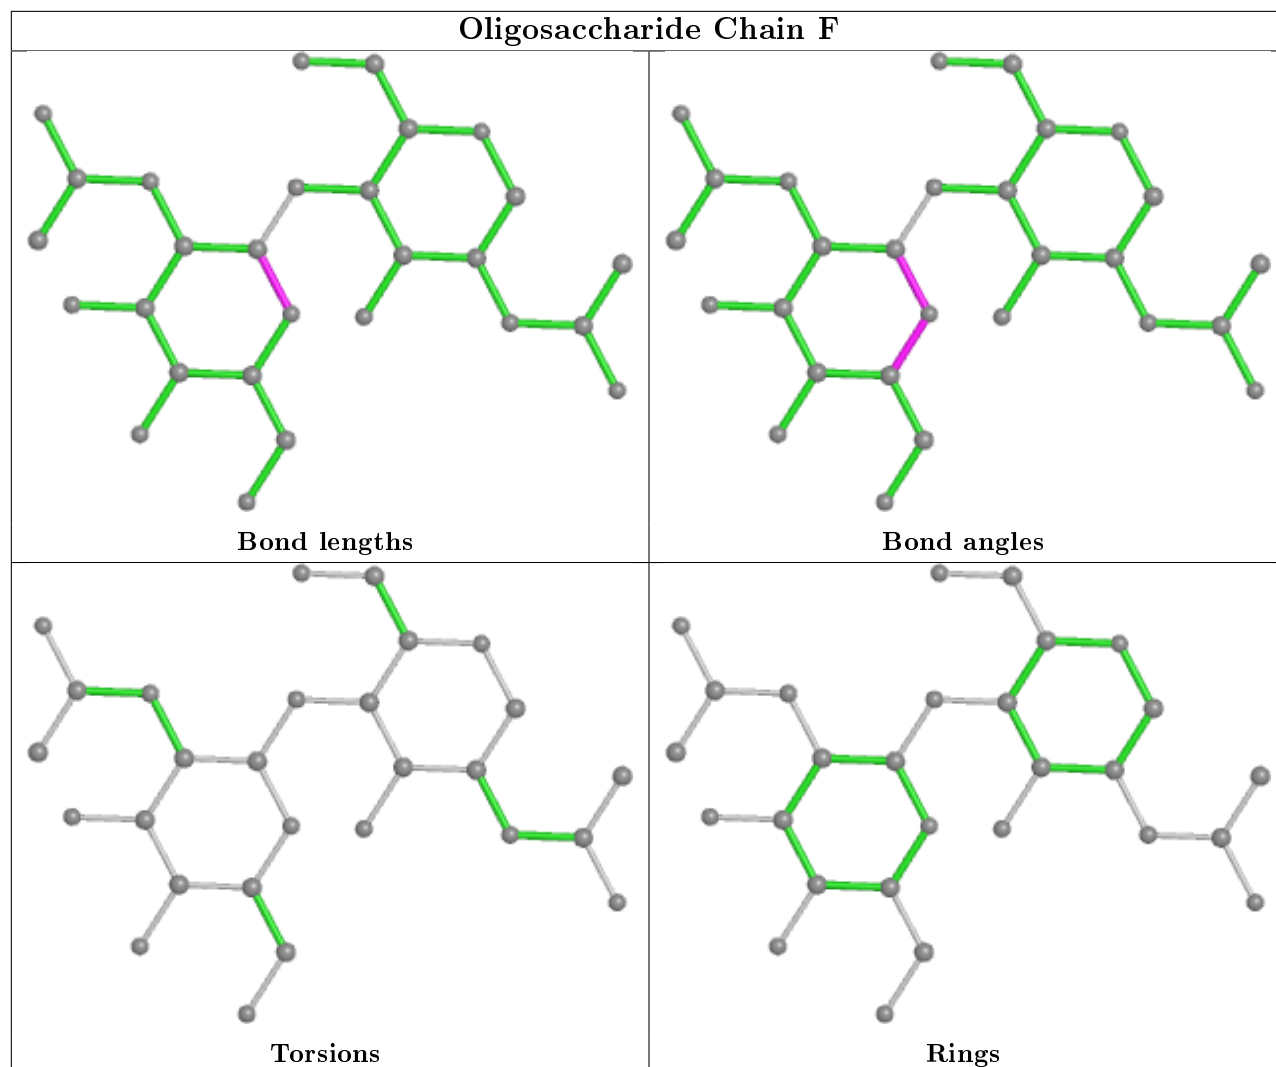 Oligosaccharide Chain F
Bond lengths
Bond angles
Torsions
Rings